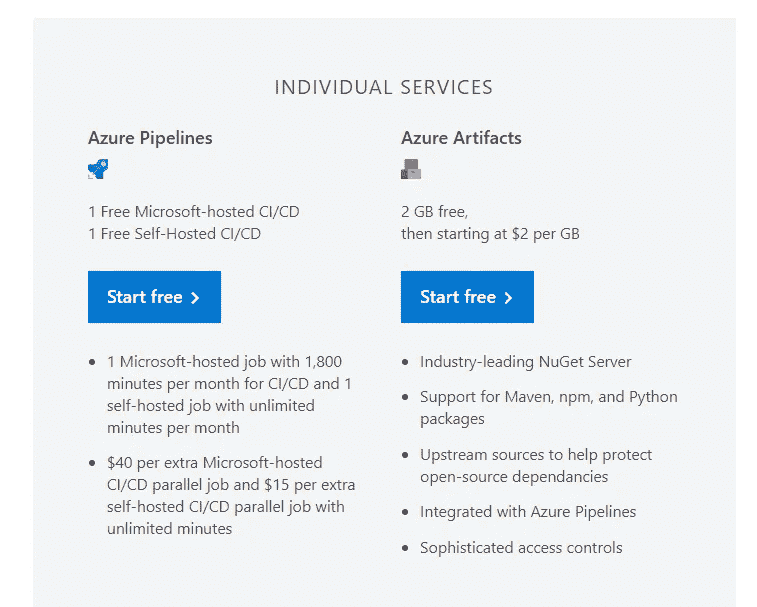 INDIVIDUAL SERVICES
Azure Pipelines
1 Free Microsoft-hosted CI/CD
1 Free Self-Hosted CI/CD
Start free >
• 1 Microsoft-hosted job with 1,800
minutes per month for CI/CD and 1
self-hosted job with unlimited
minutes per month
• $40 per extra Microsoft-hosted
CI/CD parallel job and $15 per extra
self-hosted CI/CD parallel job with
unlimited minutes
Azure Artifacts
2 GB free,
then starting at $2 per GB
Start free >
• Industry-leading NuGet Server
• Support for Maven, npm, and Python
packages
• Upstream sources to help protect
open-source dependancies
• Integrated with Azure Pipelines
• Sophisticated access controls